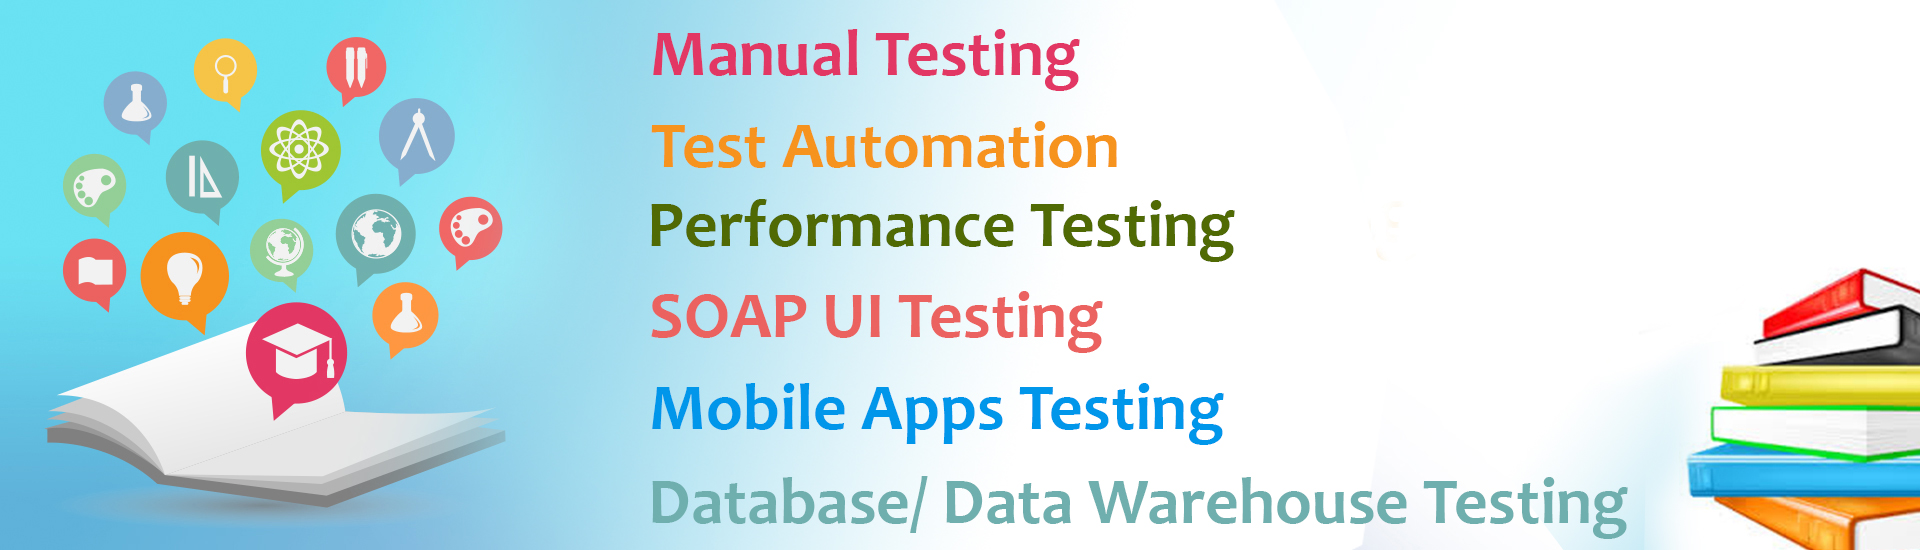 Manual Testing
Test Automation
Performance Testing
SOAP UI Testing
Mobile Apps Testing
Database/ Data Warehouse Testing